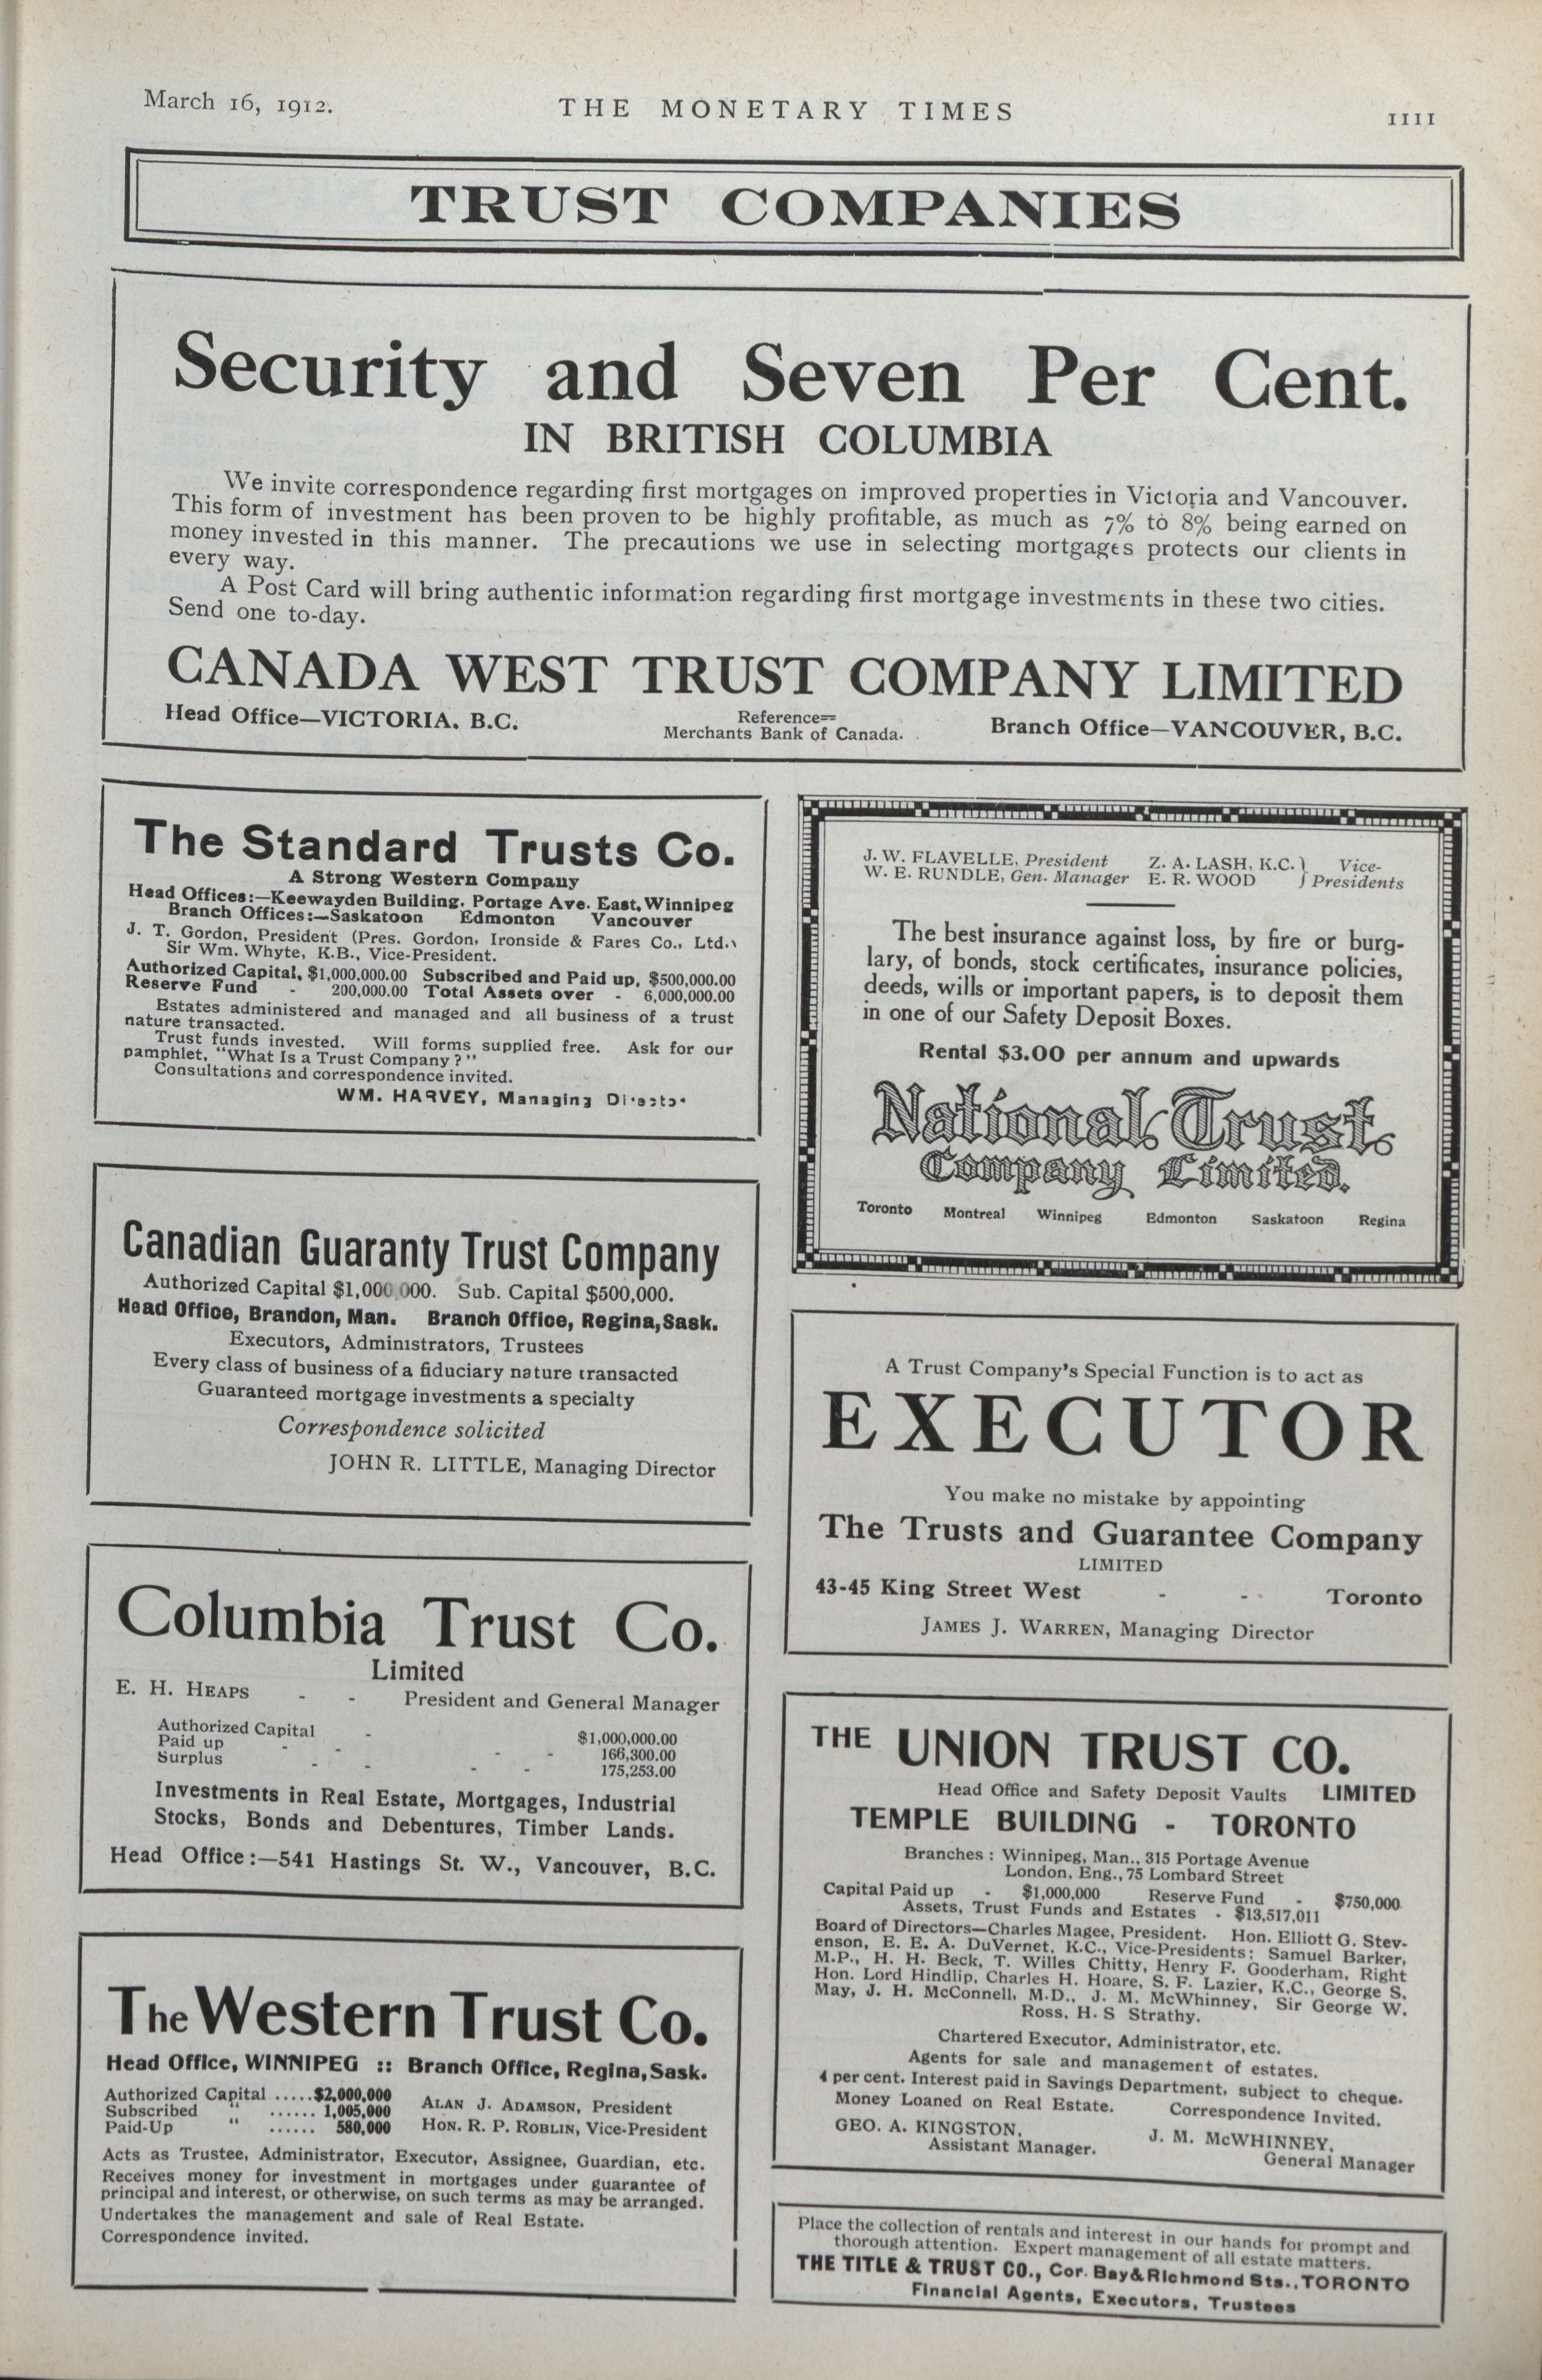 March 16, 1912.
THE MONETARY TIMES
1111
TRUST COMPANIES
Security and Seven Per Cent.
IN BRITISH COLUMBIA
We invite correspondence regarding first mortgages on improved properties in Victoria and Vancouver.
This form of investment has been proven to be highly profitable, as much as 7% to 8% being earned on
money invested in this manner. The precautions we use in selecting mortgages protects our clients in
every way.
A Post Card will bring authentic information regarding first mortgage investments in these two cities.
Send one to-day.
CANADA WEST TRUST COMPANY LIMITED
Head Office—VICTORIA. B.C.
Reference=
Merchants Bank of Canada.
Branch Office—VANCOUVER, B.C.
The Standard Trusts Co.
A Strong Western Company
Head Offices:—Keewayden Building, Portage Ave. East, Winnipeg
Branch Offices:—Saskatoon Edmonton Vancouver
J. T. Gordon, President (Pres. Gordon, Ironside & Fares Co., Ltd.)
Sir Wm. Whyte, K.B., Vice-President.
Authorized Capital, $1,000,000.00 Subscribed and Paid up, $500,000.00
Reserve Fund - 200,000.00 Total Assets over - 6,000,000.00
Estates administered and managed and all business of a trust
nature transacted.
Trust funds invested. Will forms supplied free. Ask for our
pamphlet, "What Is a Trust Company?"
Consultations and correspondence invited.
WM. HARVEY, Managing Director
Canadian Guaranty Trust Company
Authorized Capital $1,000,000. Sub. Capital $500,000.
Head Office, Brandon, Man. Branch Office, Regina, Sask.
Executors, Administrators, Trustees
Every class of business of a fiduciary nature transacted
Guaranteed mortgage investments a specialty
Correspondence solicited
JOHN R. LITTLE, Managing Director
Columbia Trust Co.
Limited
E. H. HEAPS - - President and General Manager
Authorized Capital - $1,000,000.00
Paid up - - - - 166,300.00
Surplus - - - - 175,253.00
Investments in Real Estate, Mortgages, Industrial
Stocks, Bonds and Debentures, Timber Lands.
Head Office:—541 Hastings St. W., Vancouver, B.C.
The Western Trust Co.
Head Office, WINNIPEG :: Branch Office, Regina, Sask.
Authorized Capital .....$2,000,000
Subscribed " ...... 1,005,000
Paid-Up " ...... 580,000
ALAN J. ADAMSON, President
HON. R. P. ROBLIN, Vice-President
Acts as Trustee, Administrator, Executor, Assignee, Guardian, etc.
Receives money for investment in mortgages under guarantee of
principal and interest, or otherwise, on such terms as may be arranged.
Undertakes the management and sale of Real Estate.
Correspondence invited.
J. W. FLAVELLE, President Z. A. LASH, K.C. } Vice-
W. E. RUNDLE, Gen. Manager E. R. WOOD } Presidents
The best insurance against loss, by fire or burg-
lary, of bonds, stock certificates, insurance policies,
deeds, wills or important papers, is to deposit them
in one of our Safety Deposit Boxes.
Rental $3.00 per annum and upwards
National Trust
Company Limited.
Toronto Montreal Winnipeg Edmonton Saskatoon Regina
A Trust Company's Special Function is to act as
EXECUTOR
You make no mistake by appointing
The Trusts and Guarantee Company
LIMITED
43-45 King Street West - - Toronto
JAMES J. WARREN, Managing Director
THE UNION TRUST CO.
Head Office and Safety Deposit Vaults LIMITED
TEMPLE BUILDING - TORONTO
Branches: Winnipeg, Man., 315 Portage Avenue
London, Eng., 75 Lombard Street
Capital Paid up - $1,000,000 Reserve Fund - $750,000
Assets, Trust Funds and Estates - $13,517,011
Board of Directors—Charles Magee, President. Hon. Elliott G. Stev-
enson, E. E. A. DuVernet, K.C., Vice-Presidents; Samuel Barker,
M.P., H. H. Beck, T. Willes Chitty, Henry F. Gooderham, Right
Hon. Lord Hindlip, Charles H. Hoare, S. F. Lazier, K.C., George S.
May, J. H. McConnell, M.D., J. M. McWhinney, Sir George W.
Ross, H. S Strathy.
Chartered Executor, Administrator, etc.
Agents for sale and management of estates.
4 per cent. Interest paid in Savings Department, subject to cheque.
Money Loaned on Real Estate. Correspondence Invited.
GEO. A. KINGSTON,
Assistant Manager.
J. M. McWHINNEY,
General Manager
Place the collection of rentals and interest in our hands for prompt and
thorough attention. Expert management of all estate matters.
THE TITLE & TRUST CO., Cor. Bay & Richmond Sts., TORONTO
Financial Agents, Executors, Trustees